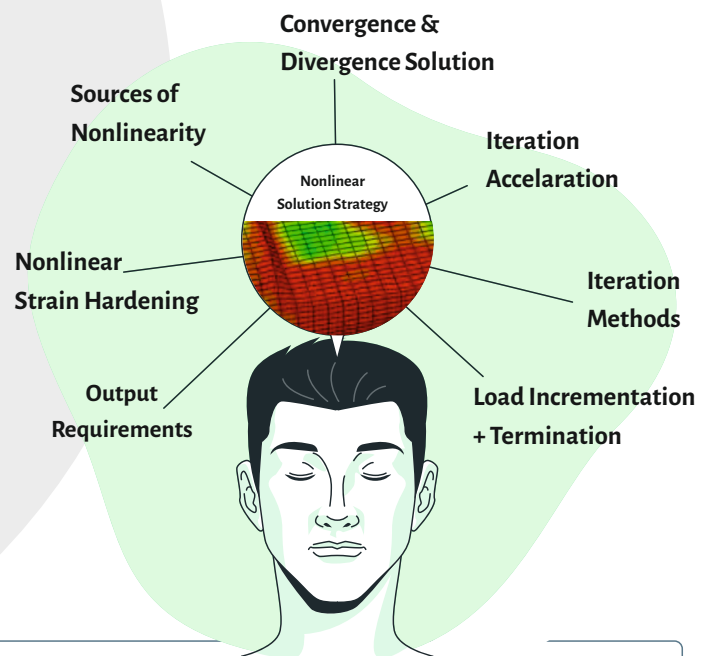 Convergence &
Divergence Solution
Sources of
Nonlinearity
Iteration
Accelaration
Nonlinear
Solution Strategy
Nonlinear
Strain Hardening
Iteration
Methods
Output
Requirements
Load Incrementation
+ Termination